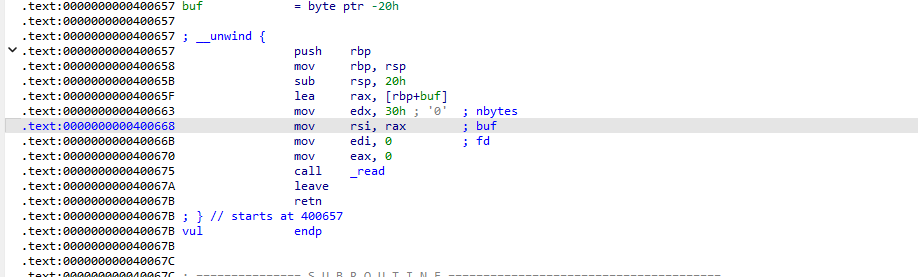 .text:0000000000400657 buf = byte ptr -20h
.text:0000000000400657
.text:0000000000400657 ; __unwind {
.text:0000000000400657 push rbp
.text:0000000000400658 mov rbp, rsp
.text:000000000040065B sub rsp, 20h
.text:000000000040065F lea rax, [rbp+buf]
.text:0000000000400663 mov edx, 30h ; '0' ; nbytes
.text:0000000000400668 mov rsi, rax ; buf
.text:000000000040066B mov edi, 0 ; fd
.text:0000000000400670 mov eax, 0
.text:0000000000400675 call _read
.text:000000000040067A leave
.text:000000000040067B retn
.text:000000000040067B ; } // starts at 400657
.text:000000000040067B vul endp
.text:000000000040067B
.text:000000000040067C
.text:000000000040067C ; =============== S U B R O U T I N E =======================================